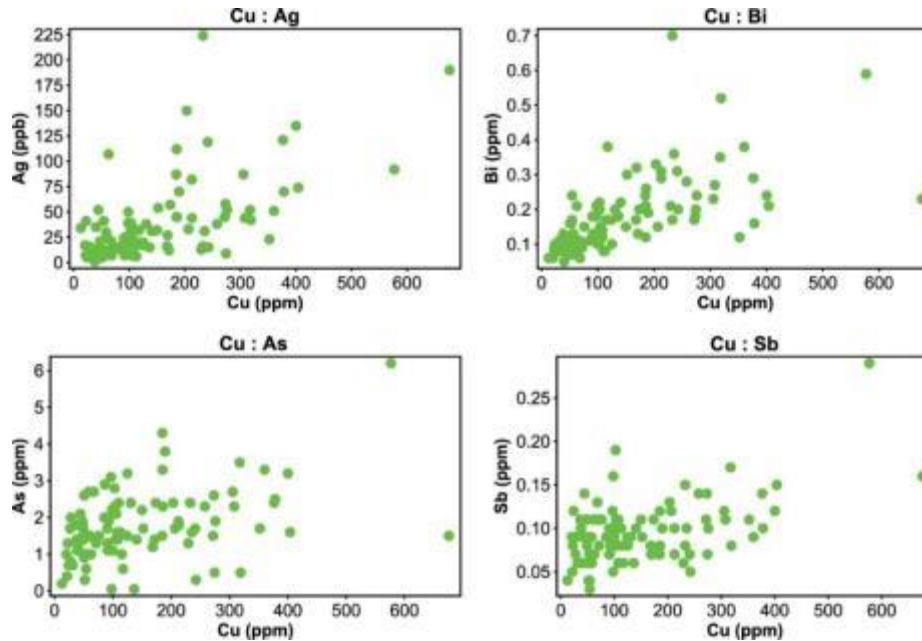 Cu : Ag
225
200
175
150
125
100
75
50
25
0
Ag (ppb)
0 100 200 300 400 500 600
Cu (ppm)
Cu : Bi
0.7
0.6
0.5
0.4
0.3
0.2
0.1
Bi (ppm)
0 100 200 300 400 500 600
Cu (ppm)
Cu : As
6
5
4
3
2
1
0
As (ppm)
0 100 200 300 400 500 600
Cu (ppm)
Cu : Sb
0.25
0.20
0.15
0.10
0.05
Sb (ppm)
0 100 200 300 400 500 600
Cu (ppm)